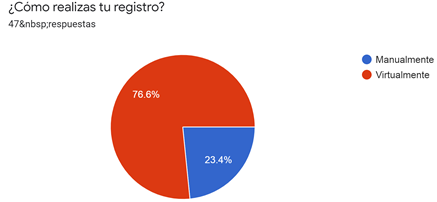 ¿Cómo realizas tu registro?
47&nbsp;respuestas
Manualmente
Virtualmente
76.6%
23.4%